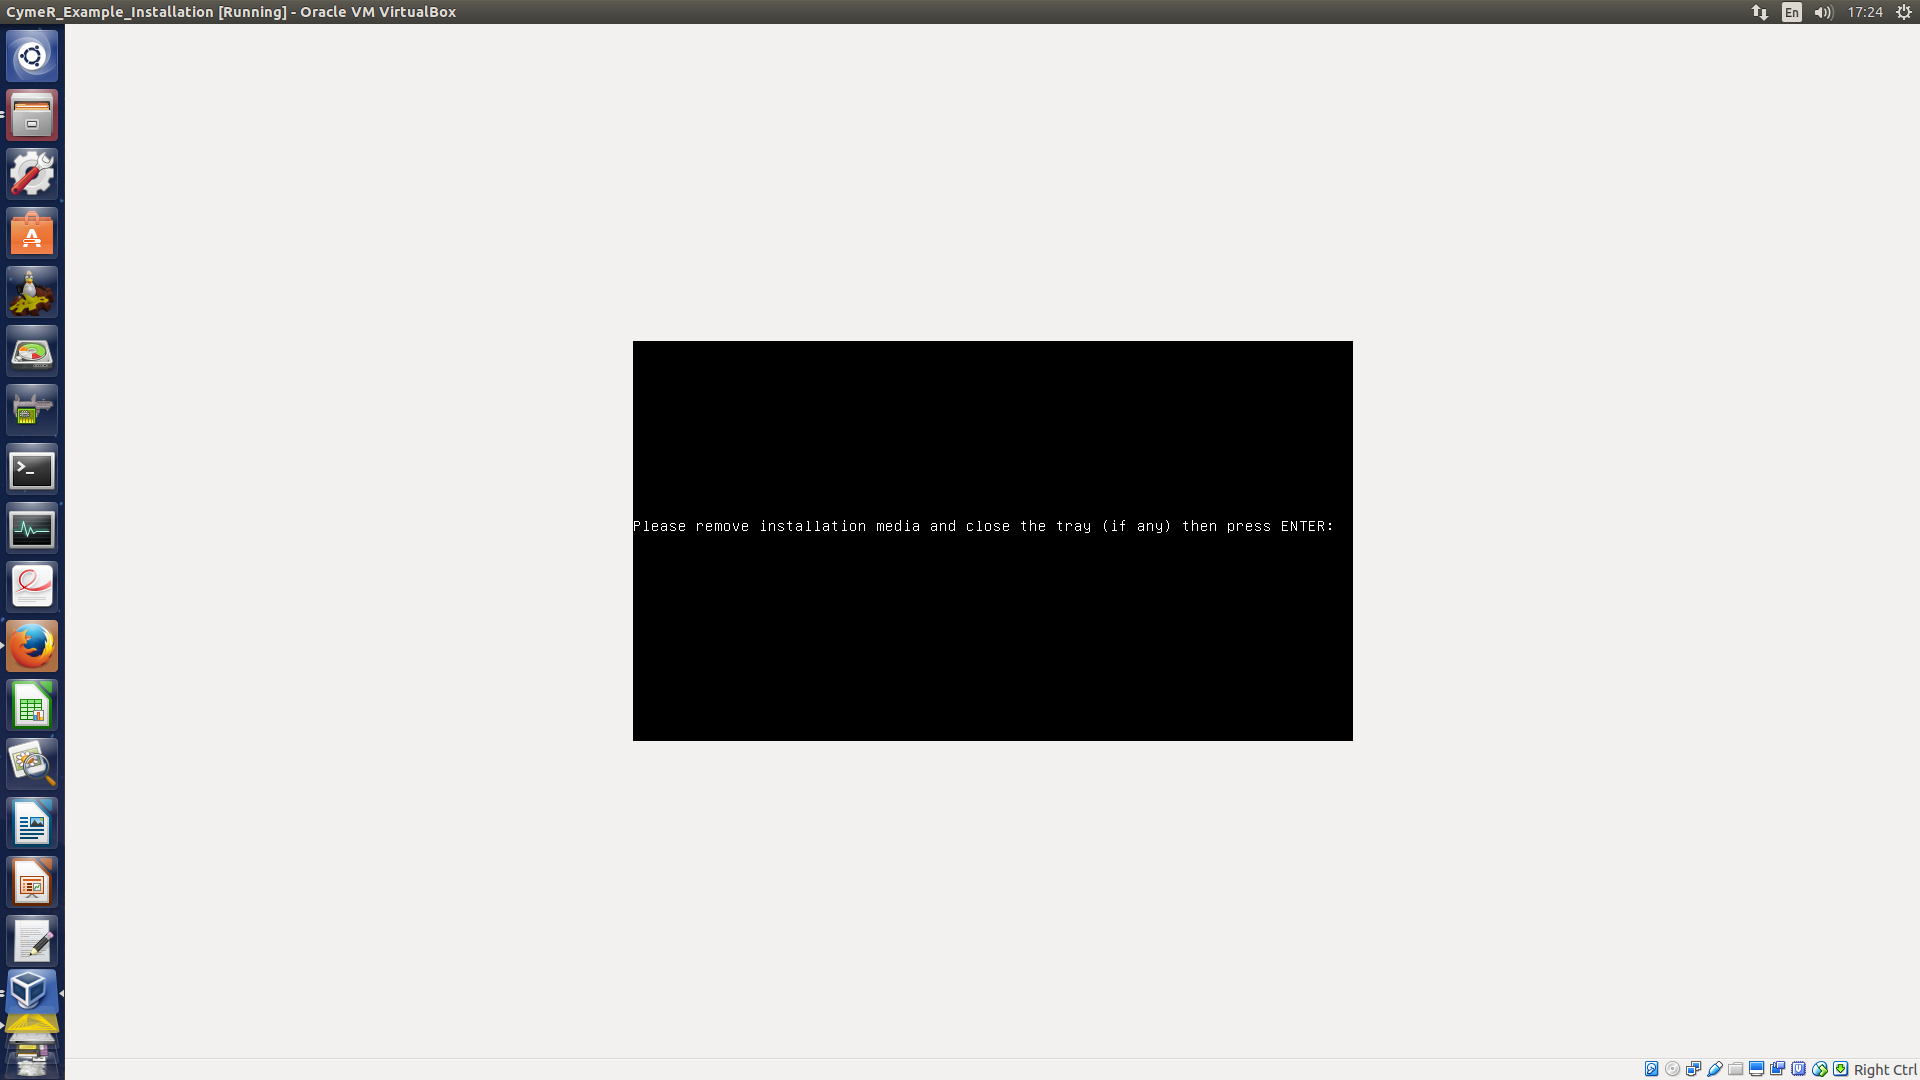 CymeR_Example_Installation [Running] - Oracle VM VirtualBox
En
17:24
Please remove installation media and close the tray (if any) then press ENTER:
Right Ctrl